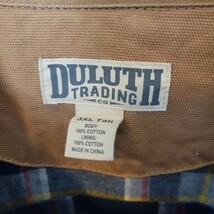 DULUTH
TRADING
CO
3XL TALL
BODY:
100% COTTON
LINING:
100% COTTON
MADE IN CHINA